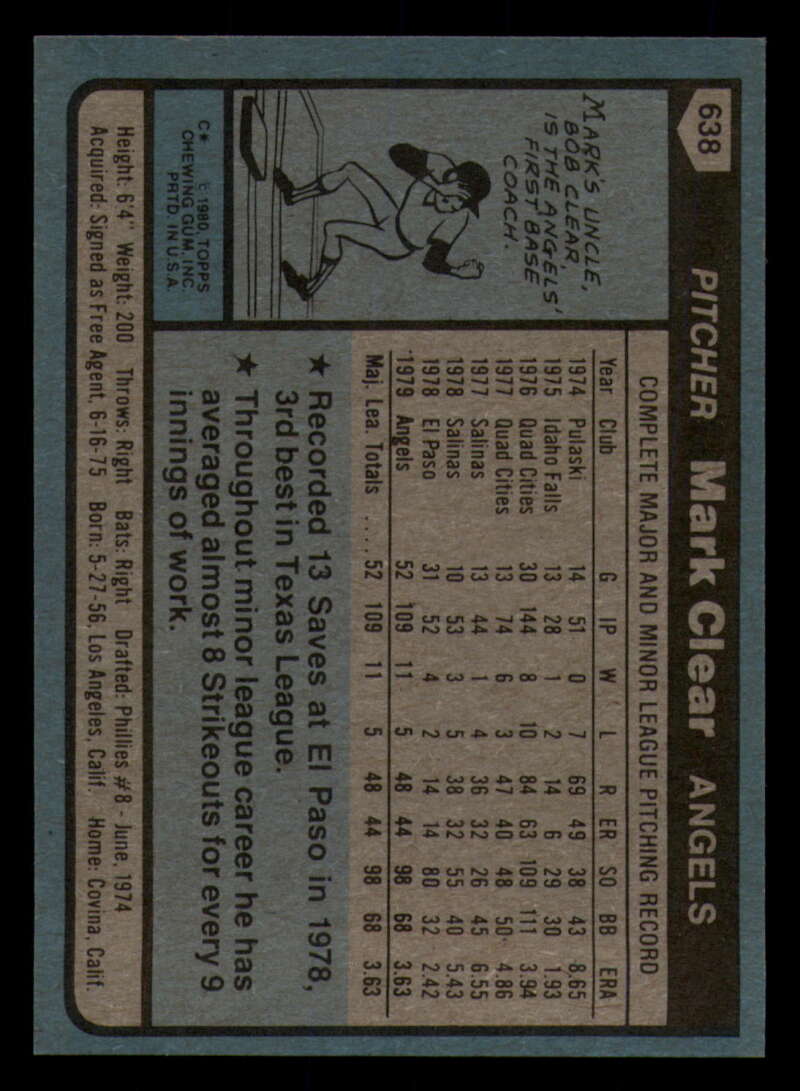 638
PITCHER Mark Clear ANGELS
MARK'S UNCLE,
BOB CLEAR,
IS THE ANGELS'
FIRST BASE
COACH.
C* © 1980, TOPPS
CHEWING GUM, INC.
PRTD. IN U.S.A.
COMPLETE MAJOR AND MINOR LEAGUE PITCHING RECORD
Year Club G IP W L R ER SO BB ERA
1974 Pulaski 14 51 0 7 69 49 38 43 8.65
1975 Idaho Falls 13 28 1 2 14 6 29 30 1.93
1976 Quad Cities 30 144 8 10 84 63 109 111 3.94
1977 Quad Cities 13 74 6 3 47 40 48 50 4.86
1977 Salinas 13 44 1 4 36 32 26 45 6.55
1978 Salinas 10 53 3 5 38 32 55 40 5.43
1978 El Paso 31 52 4 2 14 14 80 32 2.42
1979 Angels 52 109 11 5 48 44 98 68 3.63
Maj. Lea. Totals .... 52 109 11 5 48 44 98 68 3.63
★ Recorded 13 Saves at El Paso in 1978,
3rd best in Texas League.
★ Throughout minor league career he has
averaged almost 8 Strikeouts for every 9
innings of work.
Height: 6'4" Weight: 200 Throws: Right Bats: Right Drafted: Phillies #8 - June, 1974
Acquired: Signed as Free Agent, 6-16-75 Born: 5-27-56, Los Angeles, Calif. Home: Covina, Calif.